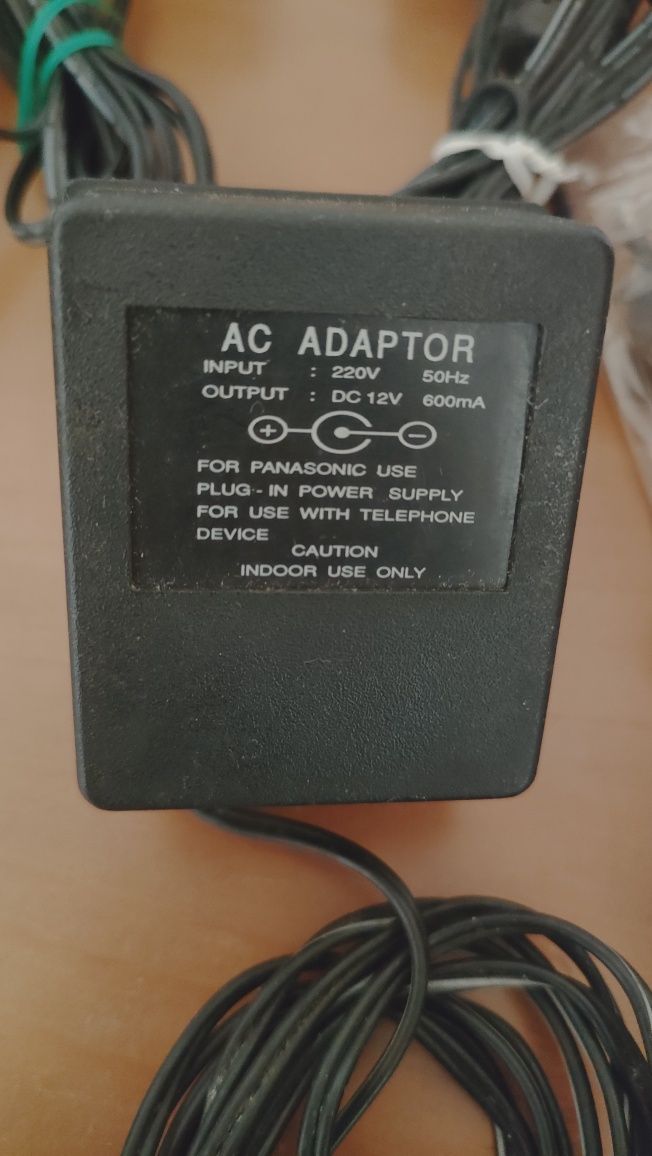 AC ADAPTOR
INPUT : 220V 50Hz
OUTPUT : DC 12V 600mA
+ −
FOR PANASONIC USE
PLUG-IN POWER SUPPLY
FOR USE WITH TELEPHONE
DEVICE
CAUTION
INDOOR USE ONLY